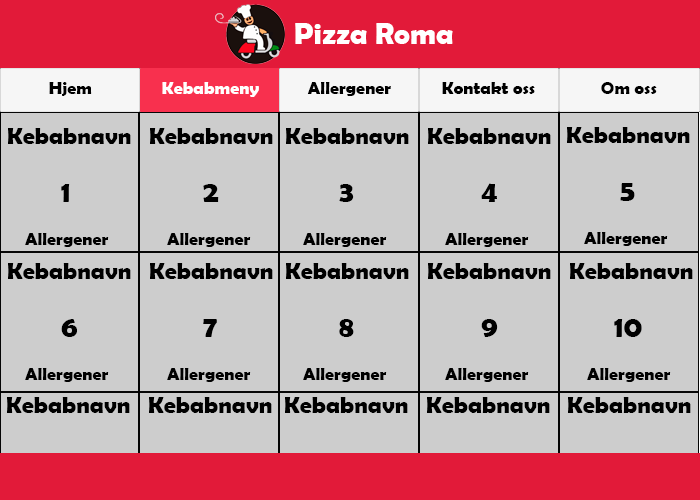 Pizza Roma
Hjem Kebabmeny Allergener Kontakt oss Om oss
Kebabnavn Kebabnavn Kebabnavn Kebabnavn Kebabnavn
1 2 3 4 5
Allergener Allergener Allergener Allergener Allergener
Kebabnavn Kebabnavn Kebabnavn Kebabnavn Kebabnavn
6 7 8 9 10
Allergener Allergener Allergener Allergener Allergener
Kebabnavn Kebabnavn Kebabnavn Kebabnavn Kebabnavn